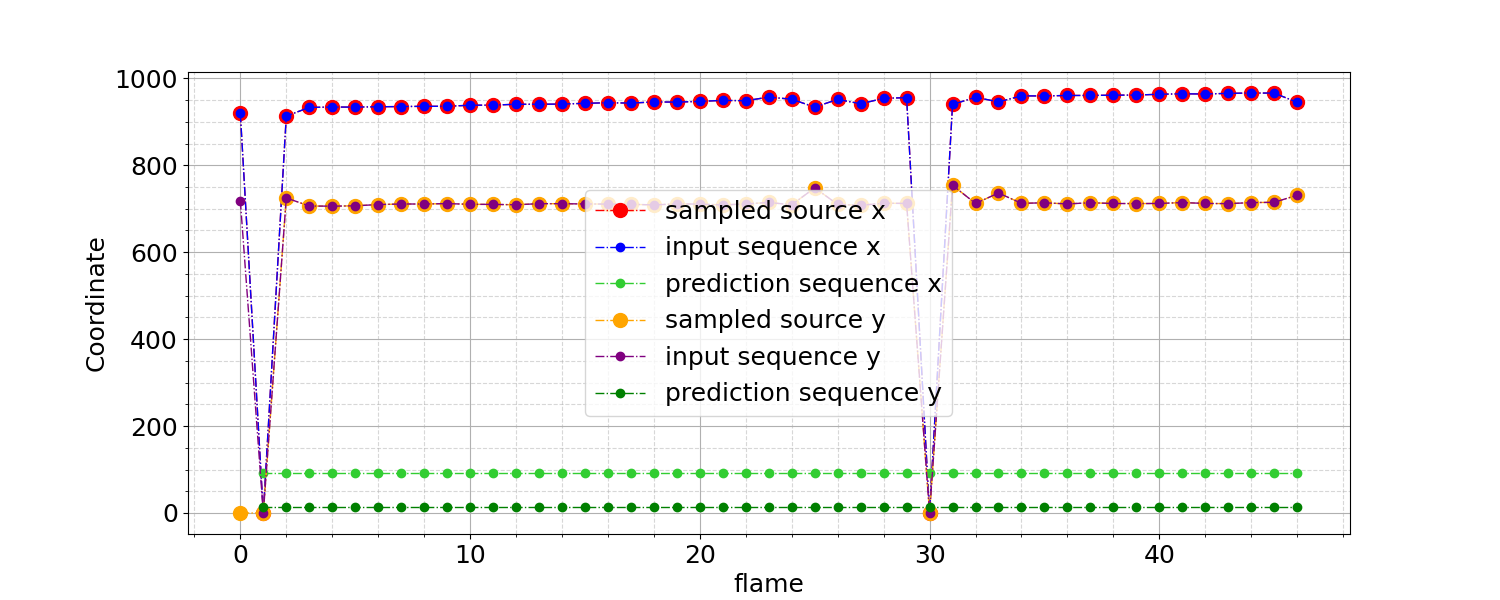 1000
800
600
400
200
0
Coordinate
sampled source x
input sequence x
prediction sequence x
sampled source y
input sequence y
prediction sequence y
0 10 20 30 40
flame